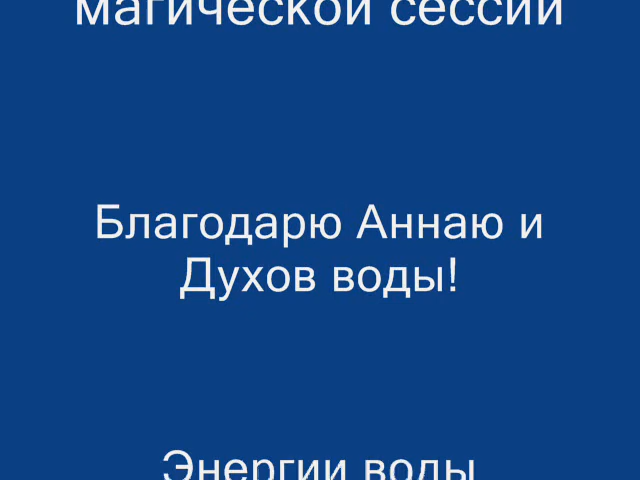 магической сессии
Благодарю Аннаю и
Духов воды!
Энергии воды